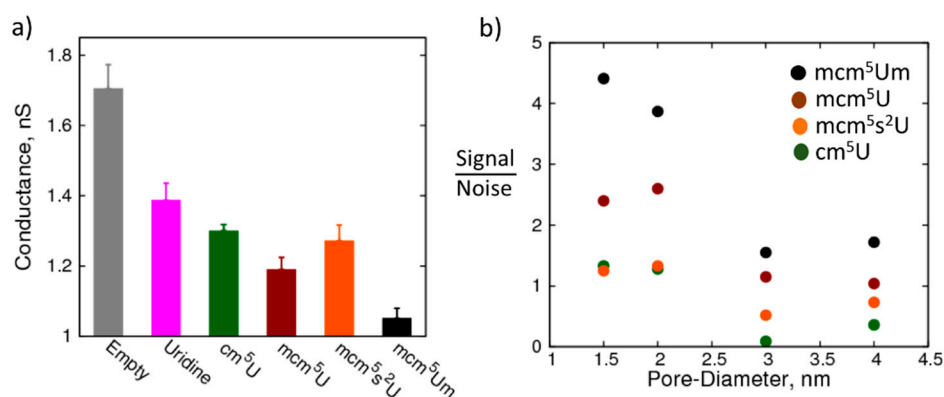 a)
Conductance, nS
1.8
1.6
1.4
1.2
1
Empty
Uridine
cm⁵U
mcm⁵U
mcm⁵s²U
mcm⁵Um
b)
Signal
Noise
5
4
3
2
1
0
mcm⁵Um
mcm⁵U
mcm⁵s²U
cm⁵U
1 1.5 2 2.5 3 3.5 4 4.5
Pore-Diameter, nm